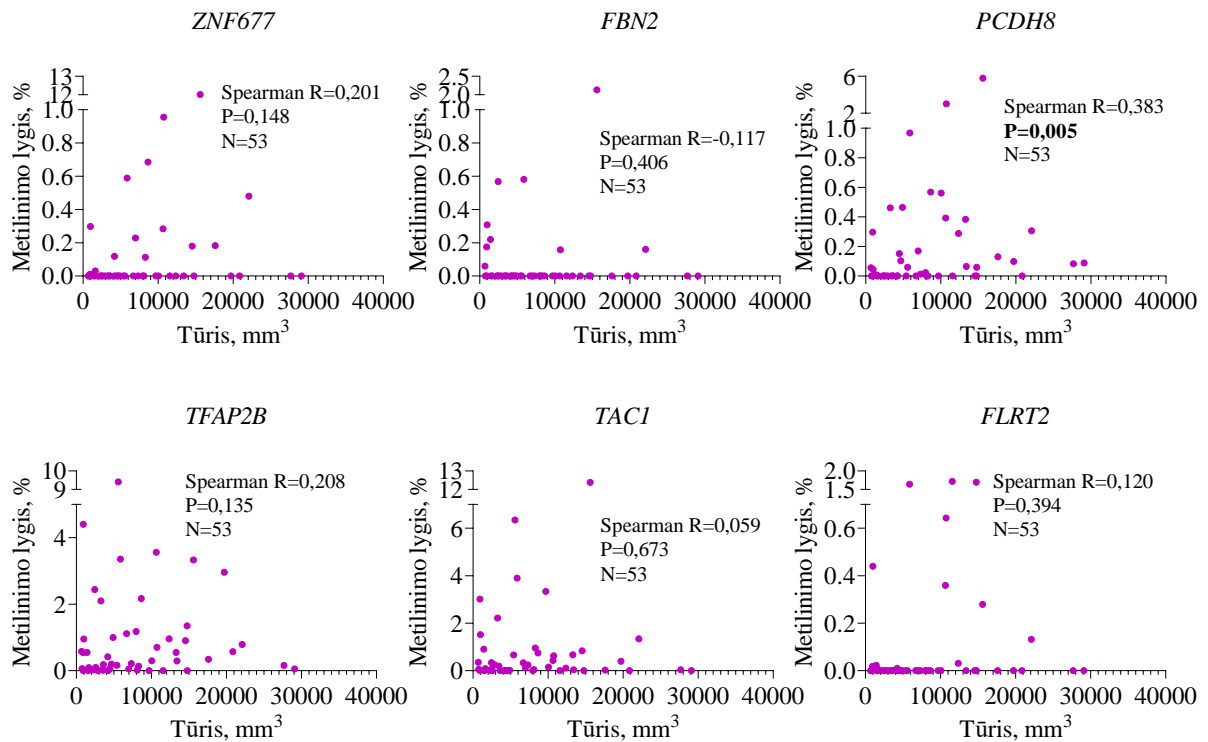 ZNF677
Metilinimo lygis, %
13
12
1.0
0.8
0.6
0.4
0.2
0.0
Spearman R=0,201
P=0,148
N=53
0 10000 20000 30000 40000
Tūris, mm³
FBN2
Metilinimo lygis, %
2.5
2.0
1.0
0.8
0.6
0.4
0.2
0.0
Spearman R=-0,117
P=0,406
N=53
0 10000 20000 30000 40000
Tūris, mm³
PCDH8
Metilinimo lygis, %
6
2
1.0
0.8
0.6
0.4
0.2
0.0
Spearman R=0,383
P=0,005
N=53
0 10000 20000 30000 40000
Tūris, mm³
TFAP2B
Metilinimo lygis, %
10
9
4
2
0
Spearman R=0,208
P=0,135
N=53
0 10000 20000 30000 40000
Tūris, mm³
TAC1
Metilinimo lygis, %
13
12
6
4
2
0
Spearman R=0,059
P=0,673
N=53
0 10000 20000 30000 40000
Tūris, mm³
FLRT2
Metilinimo lygis, %
2.0
1.5
0.6
0.4
0.2
0.0
Spearman R=0,120
P=0,394
N=53
0 10000 20000 30000 40000
Tūris, mm³